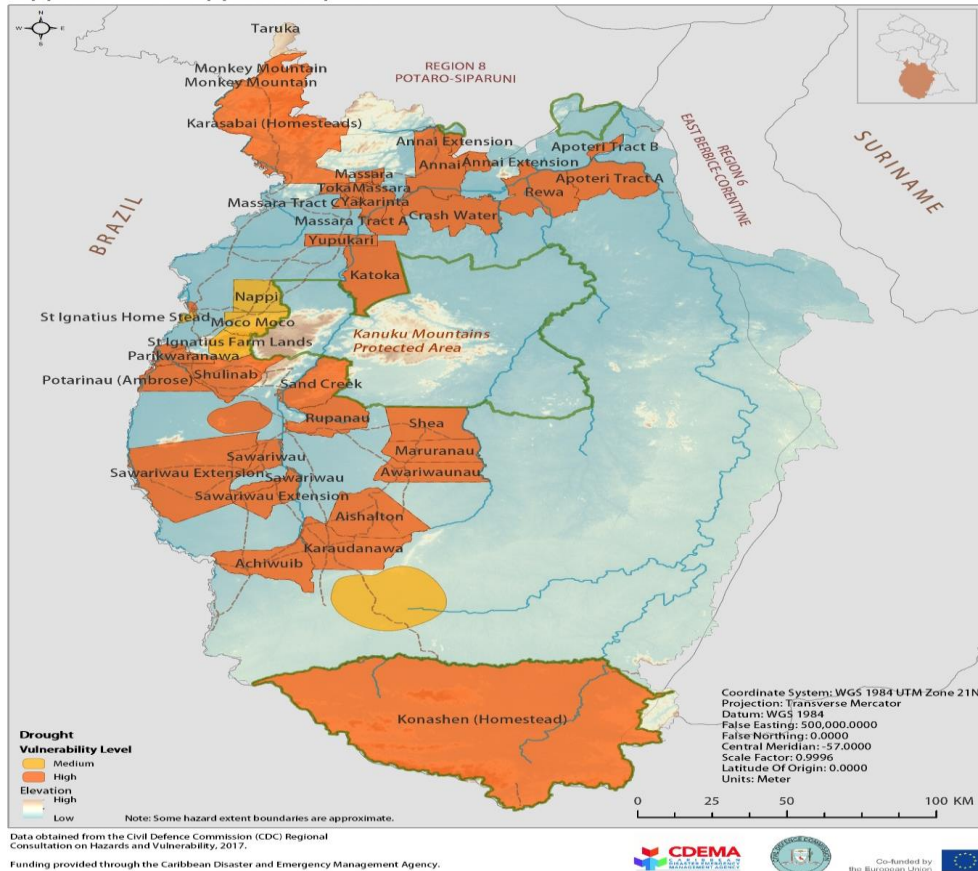 N
W E
S
Taruka
REGION 8
POTARO-SIPARUNI
Monkey Mountain
Monkey Mountain
Karasabai (Homesteads)
Annai Extension
Apoteri Tract B
Annai
Annai Extension
REGION 6
EAST BERBICE-CORENTYNE
SURINAME
BRAZIL
Massara
Apoteri Tract A
Toka
Massara
Rewa
Massara Tract C
Yakarinta
Crash Water
Massara Tract A
Yupukari
Katoka
Nappi
St Ignatius Home Stead
Moco Moco
Kanuku Mountains
Protected Area
St Ignatius Farm Lands
Parikwaranawa
Shulinab
Potarinau (Ambrose)
Sand Creek
Rupanau
Shea
Maruranau
Sawariwau
Awariwaunau
Sawariwau Extension
Sawariwau
Sawariwau Extension
Aishalton
Karaudanawa
Achiwuib
Konashen (Homestead)
Coordinate System: WGS 1984 UTM Zone 21N
Projection: Transverse Mercator
Datum: WGS 1984
False Easting: 500,000.0000
False Northing: 0.0000
Central Meridian: -57.0000
Scale Factor: 0.9996
Latitude Of Origin: 0.0000
Units: Meter
0 25 50 100 KM
Drought
Vulnerability Level
Medium
High
Elevation
High
Low
Note: Some hazard extent boundaries are approximate.
Data obtained from the Civil Defence Commission (CDC) Regional
Consultation on Hazards and Vulnerability, 2017.
Funding provided through the Caribbean Disaster and Emergency Management Agency.
CDEMA
CARIBBEAN
DISASTER EMERGENCY
MANAGEMENT AGENCY
Co-funded by
the European Union